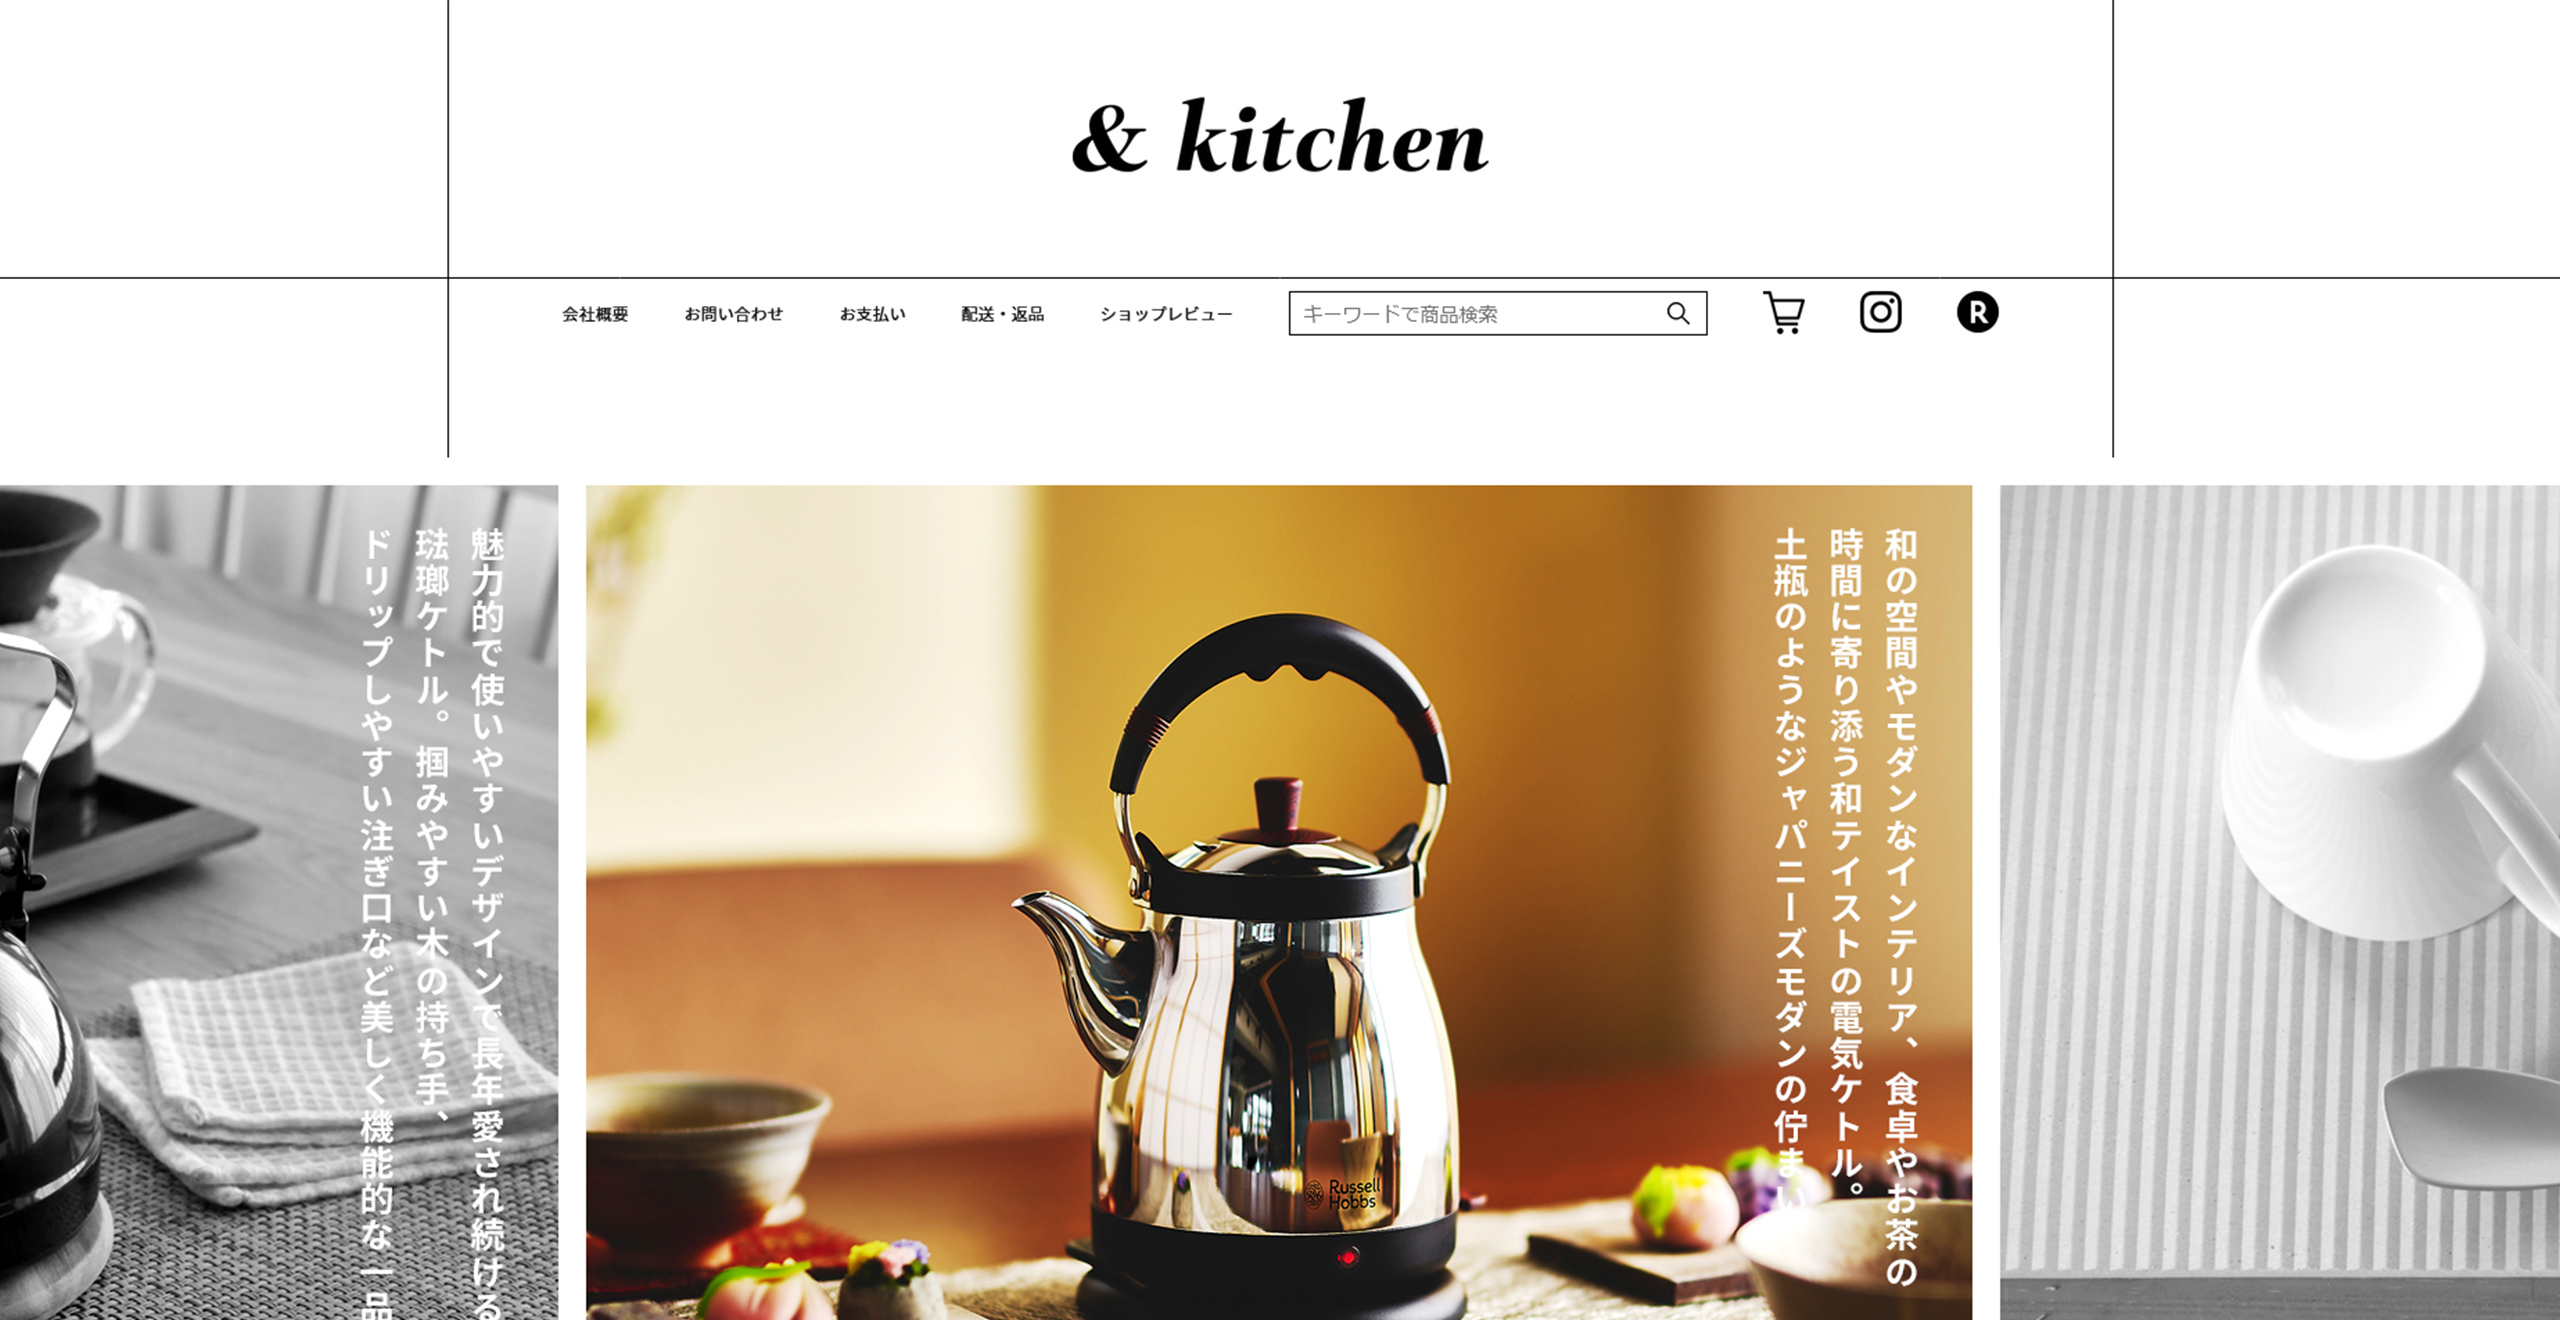 & kitchen
会社概要
お問い合わせ
お支払い
配送・返品
ショップレビュー
キーワードで商品検索
R
魅力的で使いやすいデザインで長年愛され続ける
琺瑯ケトル。掴みやすい木の持ち手、
ドリップしやすい注ぎ口など美しく機能的な一品
和の空間やモダンなインテリア、食卓やお茶の
時間に寄り添う和テイストの電気ケトル。
土瓶のようなジャパニーズモダンの佇まい
Russell
Hobbs